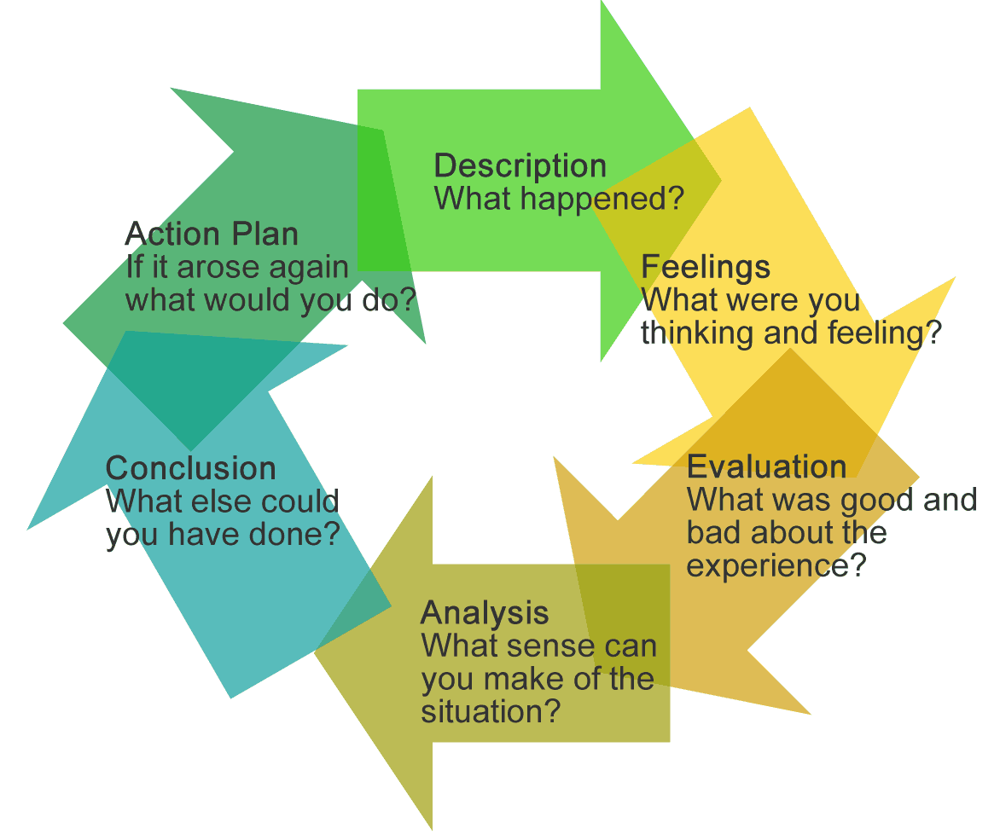 Description
What happened?
Feelings
What were you
thinking and feeling?
Evaluation
What was good and
bad about the
experience?
Analysis
What sense can
you make of the
situation?
Conclusion
What else could
you have done?
Action Plan
If it arose again
what would you do?